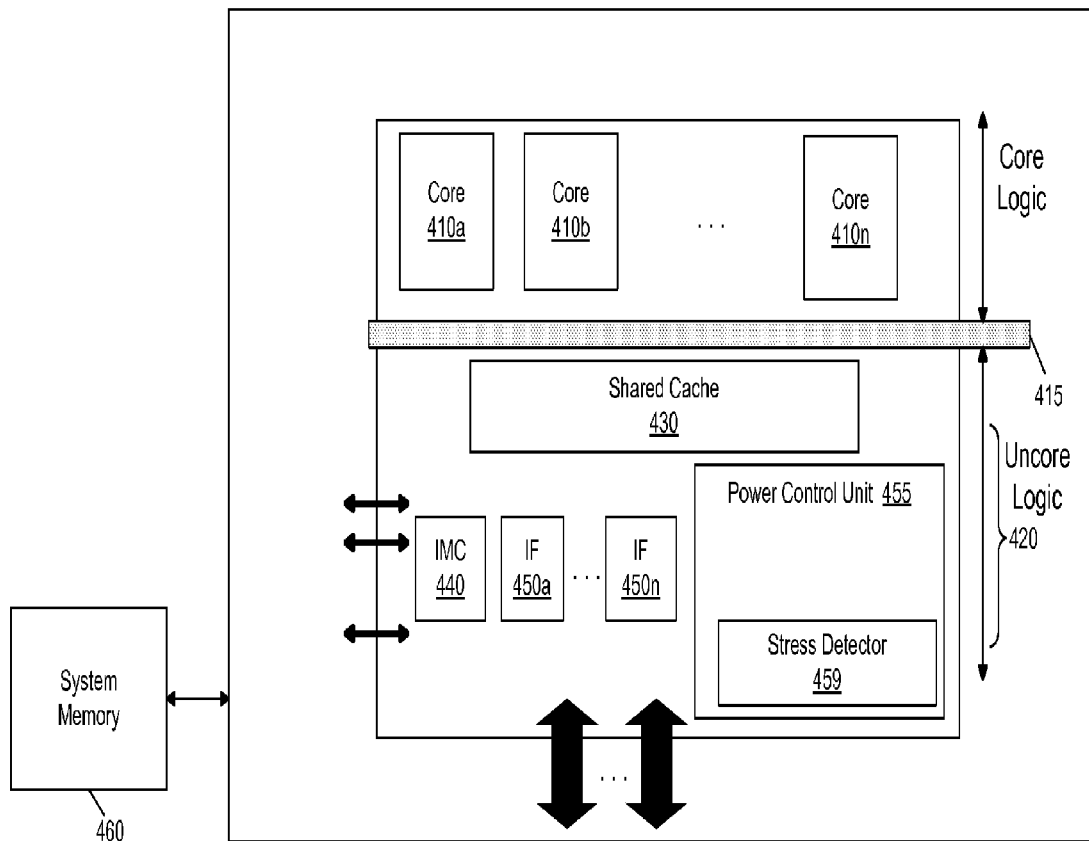 Core
410a
Core
410b
. . .
Core
410n
Core
Logic
415
Shared Cache
430
Uncore
Logic
420
Power Control Unit 455
IMC
440
IF
450a
. . .
IF
450n
Stress Detector
459
System
Memory
460
. . .